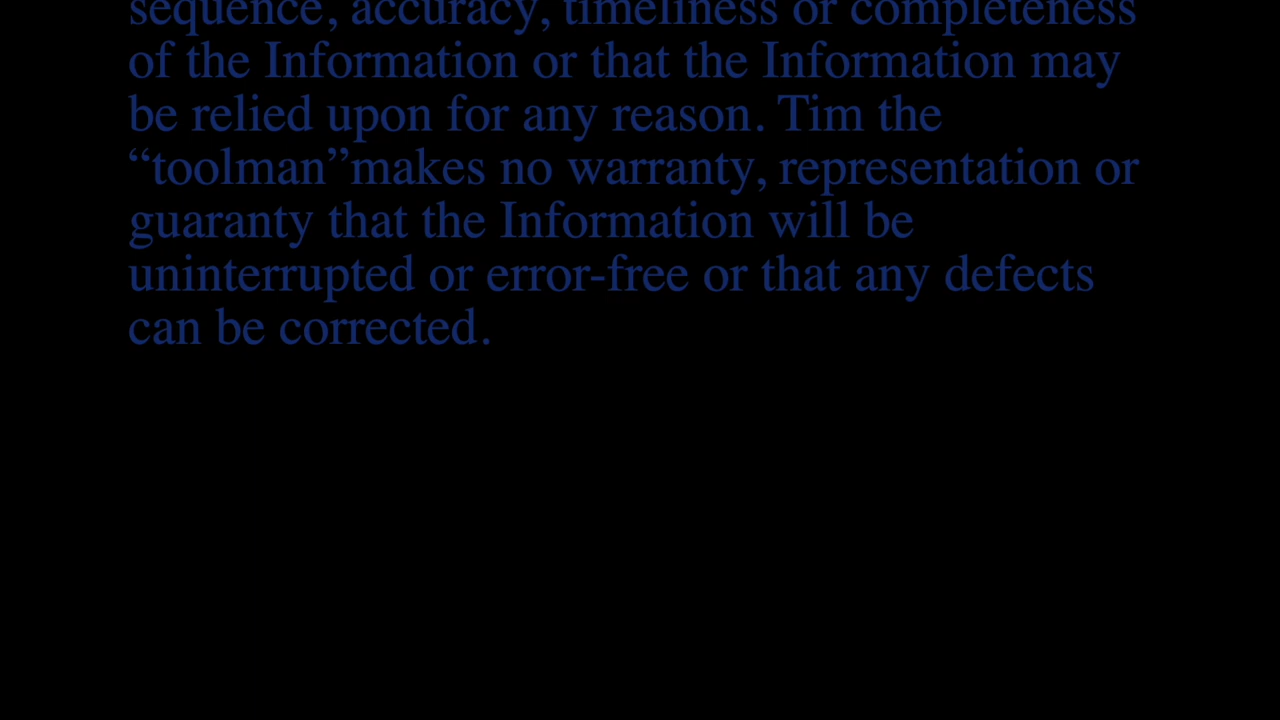 sequence, accuracy, timeliness or completeness
of the Information or that the Information may
be relied upon for any reason. Tim the
“toolman”makes no warranty, representation or
guaranty that the Information will be
uninterrupted or error-free or that any defects
can be corrected.